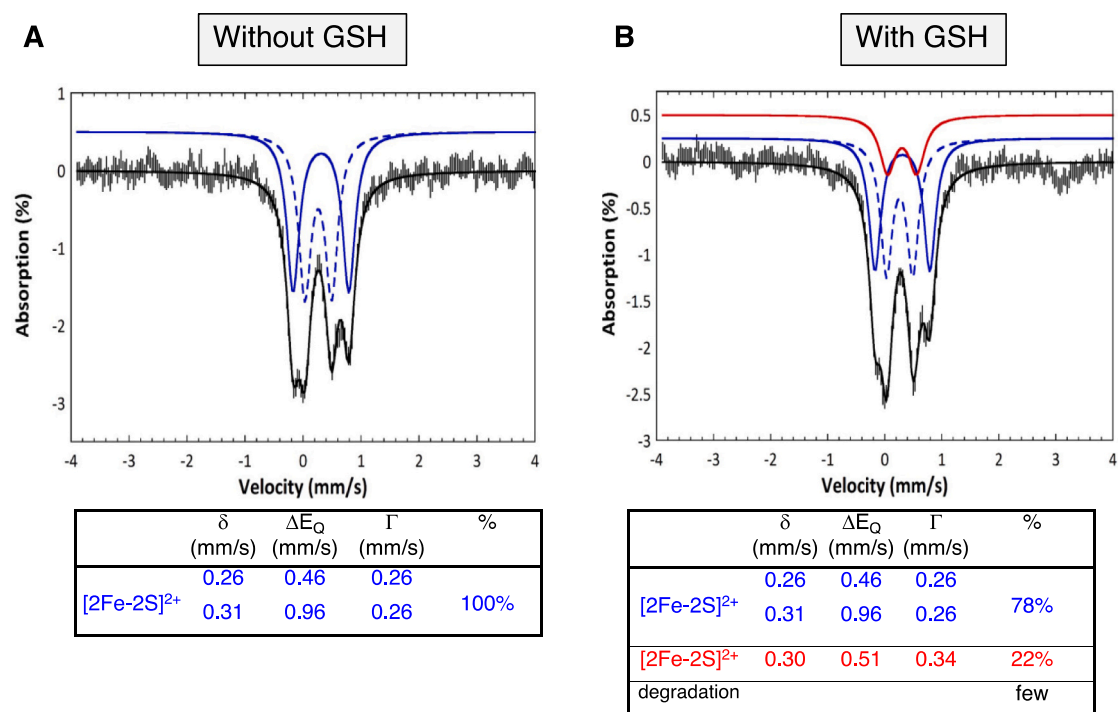 A
Without GSH
1
0
-1
-2
-3
Absorption (%)
-4 -3 -2 -1 0 1 2 3 4
Velocity (mm/s)
δ ΔEQ Γ %
(mm/s) (mm/s) (mm/s)
0.26 0.46 0.26
[2Fe-2S]2+ 100%
0.31 0.96 0.26
B
With GSH
0.5
0
-0.5
-1
-1.5
-2
-2.5
-3
Absorption (%)
-4 -3 -2 -1 0 1 2 3 4
Velocity (mm/s)
δ ΔEQ Γ %
(mm/s) (mm/s) (mm/s)
0.26 0.46 0.26
[2Fe-2S]2+ 78%
0.31 0.96 0.26
[2Fe-2S]2+ 0.30 0.51 0.34 22%
degradation few